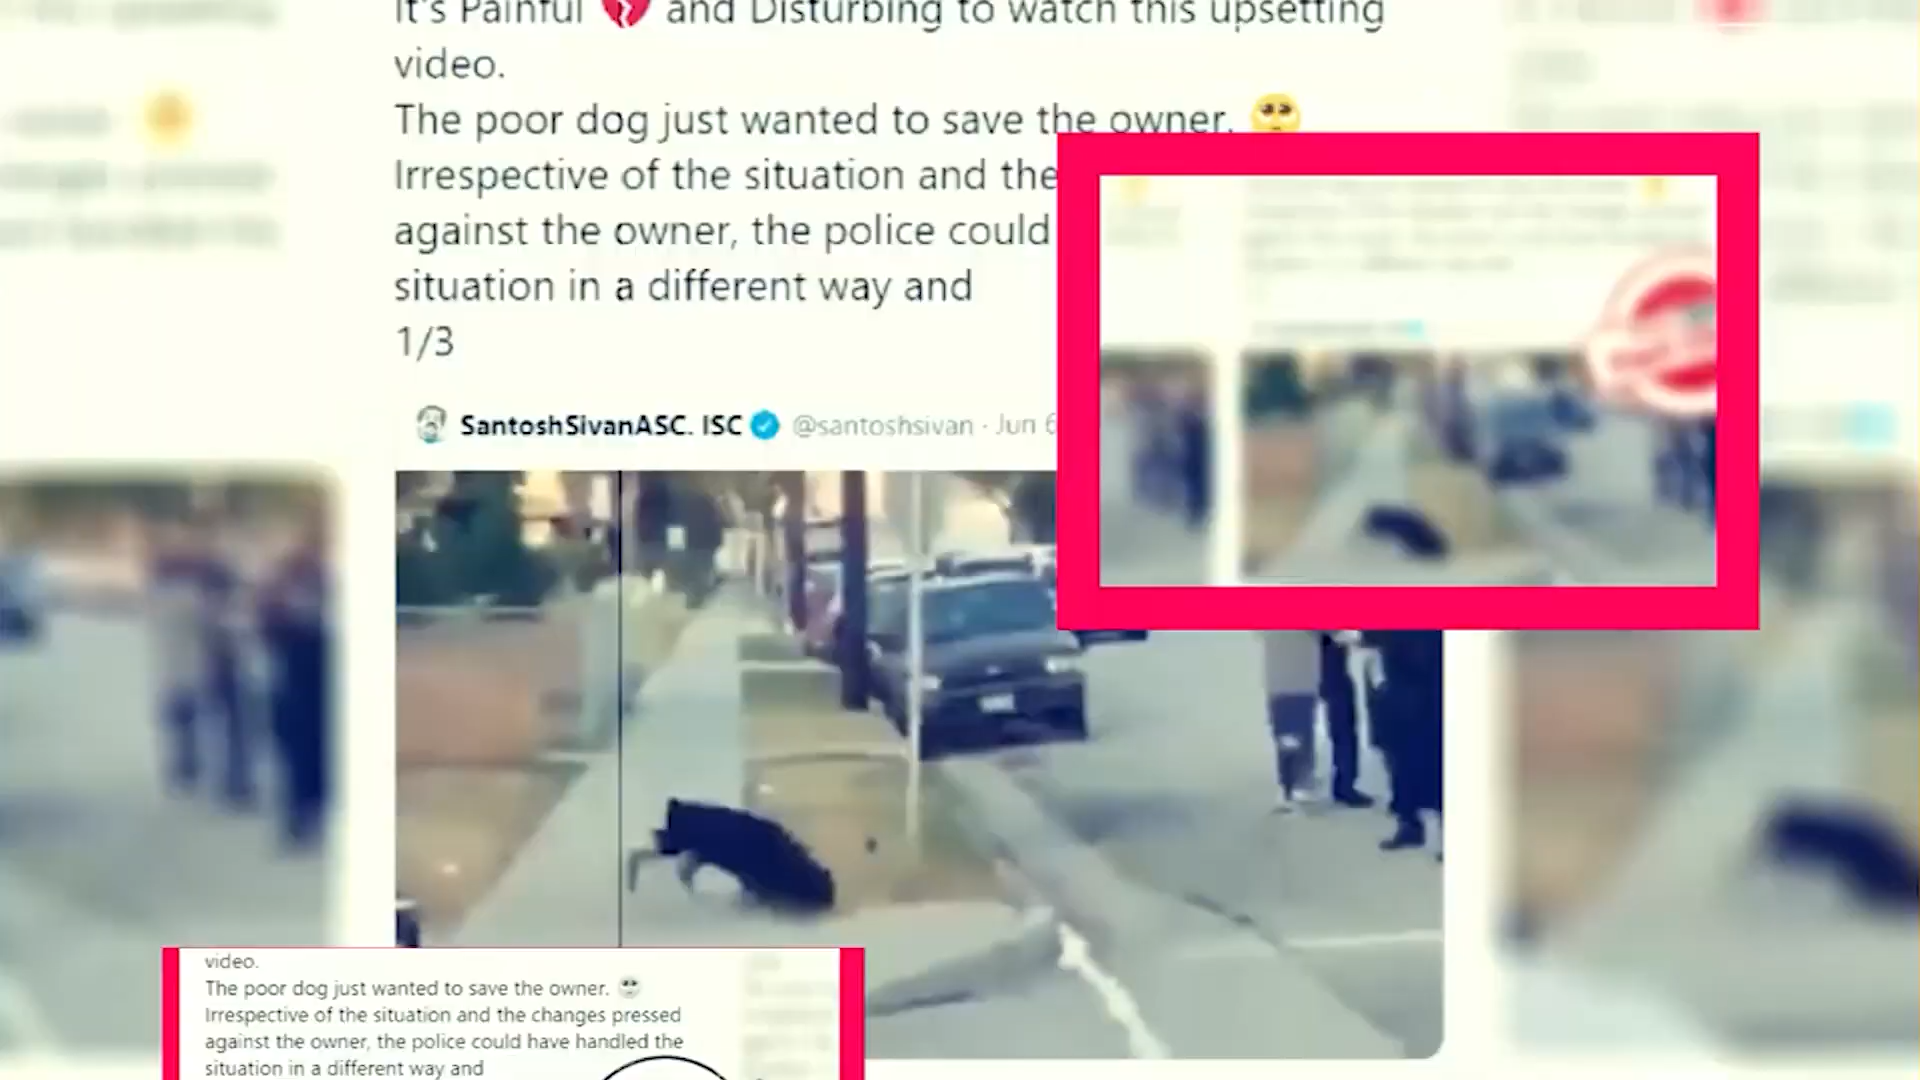 It's Painful 💔 and Disturbing to watch this upsetting
video.
The poor dog just wanted to save the owner. 🥺
Irrespective of the situation and the
against the owner, the police could
situation in a different way and
1/3
SantoshSivanASC. ISC @santoshsivan · Jun 6
video.
The poor dog just wanted to save the owner. 🥺
Irrespective of the situation and the changes pressed
against the owner, the police could have handled the
situation in a different way and